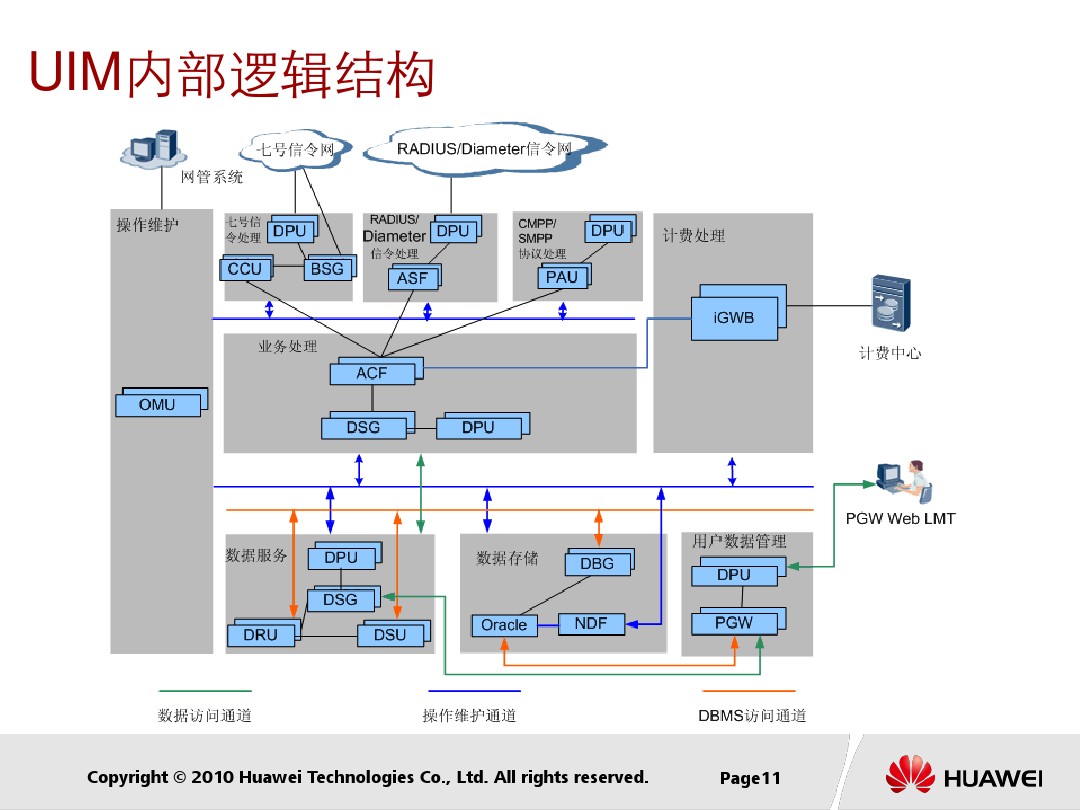 UIM内部逻辑结构
七号信令网
RADIUS/Diameter信令网
网管系统
操作维护
七号信
令处理
DPU
CCU
BSG
RADIUS/
Diameter
信令处理
DPU
ASF
CMPP/
SMPP
协议处理
DPU
PAU
计费处理
iGWB
计费中心
业务处理
ACF
DSG
DPU
OMU
PGW Web LMT
数据服务
DPU
DSG
DRU
DSU
数据存储
DBG
Oracle
NDF
用户数据管理
DPU
PGW
数据访问通道
操作维护通道
DBMS访问通道
Copyright © 2010 Huawei Technologies Co., Ltd. All rights reserved.
Page11
HUAWEI